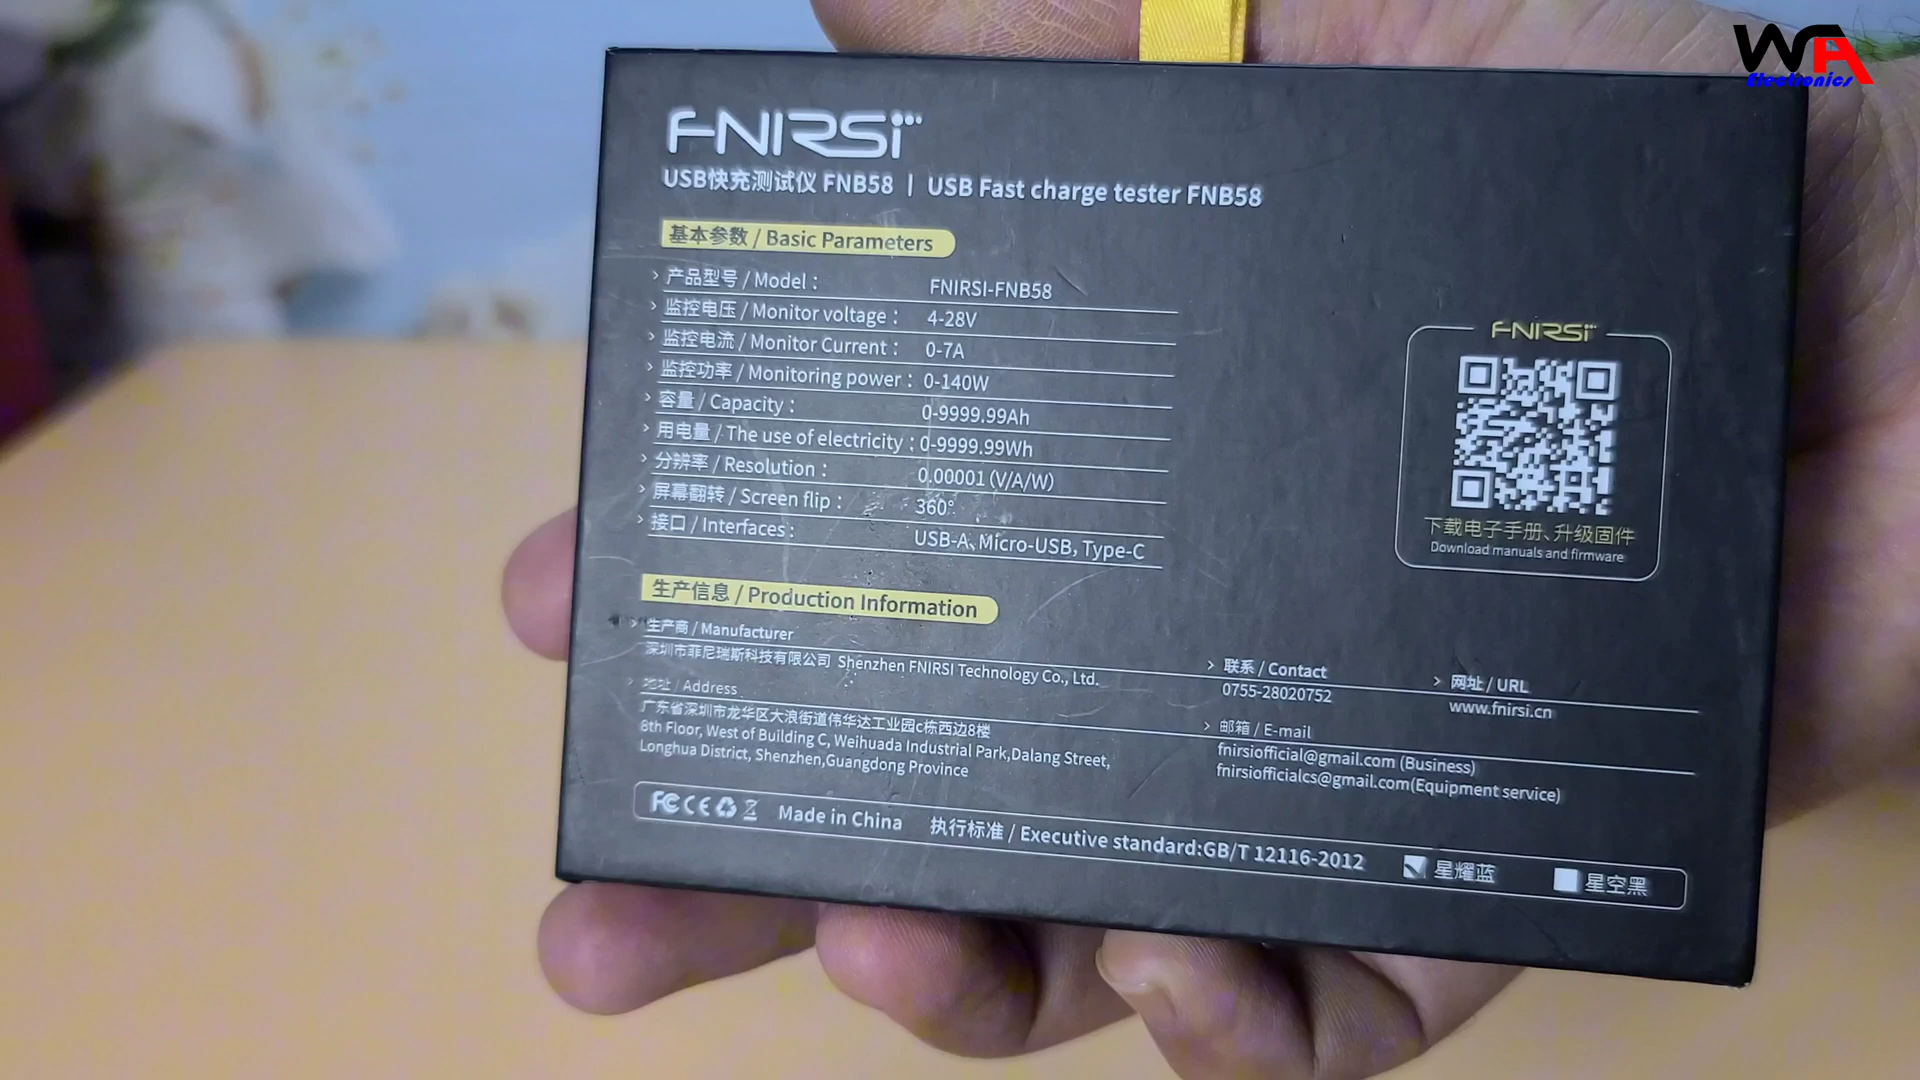 WA
Electronics
FNIRSI
USB快充测试仪 FNB58 | USB Fast charge tester FNB58
基本参数 / Basic Parameters
产品型号 / Model： FNIRSI-FNB58
监控电压 / Monitor voltage： 4-28V
监控电流 / Monitor Current： 0-7A
监控功率 / Monitoring power：0-140W
容量 / Capacity： 0-9999.99Ah
用电量 / The use of electricity：0-9999.99Wh
分辨率 / Resolution： 0.00001 (V/A/W)
屏幕翻转 / Screen flip： 360°
接口 / Interfaces： USB-A、Micro-USB，Type-C
FNIRSI
下载电子手册、升级固件
Download manuals and firmware
生产信息 / Production Information
生产商 / Manufacturer
深圳市菲尼瑞斯科技有限公司 Shenzhen FNIRSI Technology Co., Ltd.
地址 / Address
广东省深圳市龙华区大浪街道伟华达工业园c栋西边8楼
8th Floor, West of Building C, Weihuada Industrial Park,Dalang Street,
Longhua District, Shenzhen,Guangdong Province
联系 / Contact
0755-28020752
网址 / URL
www.fnirsi.cn
邮箱 / E-mail
fnirsiofficial@gmail.com (Business)
fnirsiofficialcs@gmail.com(Equipment service)
FC CE Made in China 执行标准 / Executive standard:GB/T 12116-2012 星耀蓝 星空黑